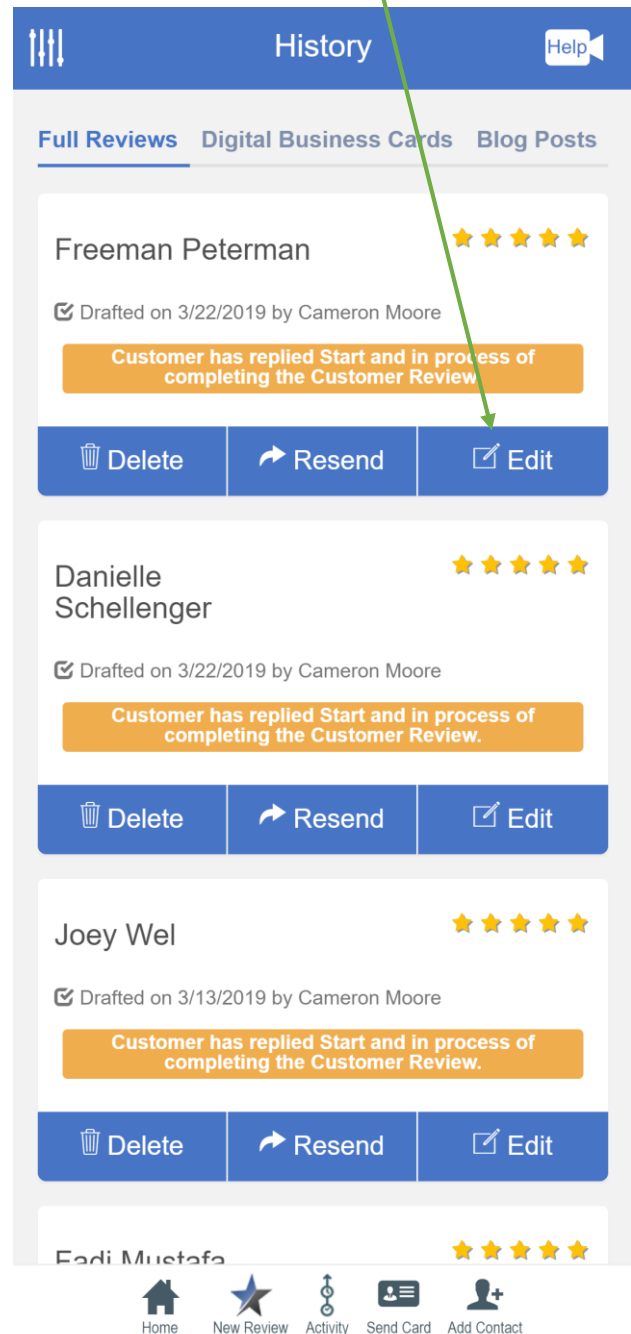 History
Help
Full Reviews Digital Business Cards Blog Posts
Freeman Peterman
Drafted on 3/22/2019 by Cameron Moore
Customer has replied Start and in process of
completing the Customer Review.
Delete Resend Edit
Danielle
Schellenger
Drafted on 3/22/2019 by Cameron Moore
Customer has replied Start and in process of
completing the Customer Review.
Delete Resend Edit
Joey Wel
Drafted on 3/13/2019 by Cameron Moore
Customer has replied Start and in process of
completing the Customer Review.
Delete Resend Edit
Fadi Mustafa
Home New Review Activity Send Card Add Contact